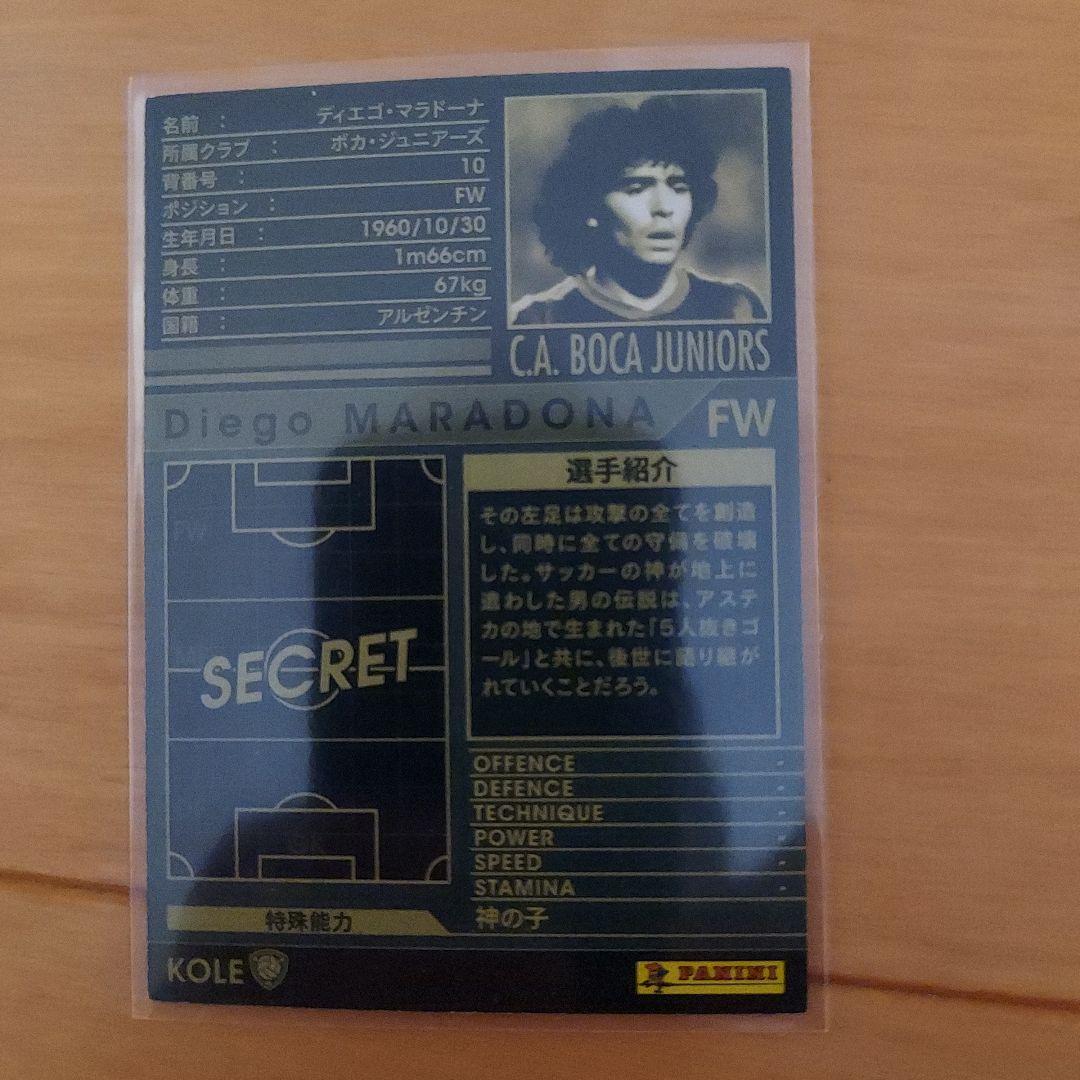 名前 : ディエゴ・マラドーナ
所属クラブ : ボカ・ジュニアーズ
背番号 : 10
ポジション : FW
生年月日 : 1960/10/30
身長 : 1m66cm
体重 : 67kg
国籍 : アルゼンチン
C.A. BOCA JUNIORS
Diego MARADONA FW
FW
SECRET
GK
選手紹介
その左足は攻撃の全てを創造
し、同時に全ての守備を破壊
した。サッカーの神が地上に
遣わした男の伝説は、アステ
カの地で生まれた「5人抜きゴ
ール」と共に、後世に語り継が
れていくことだろう。
OFFENCE -
DEFENCE -
TECHNIQUE -
POWER -
SPEED -
STAMINA -
特殊能力 神の子
KOLE
PANINI